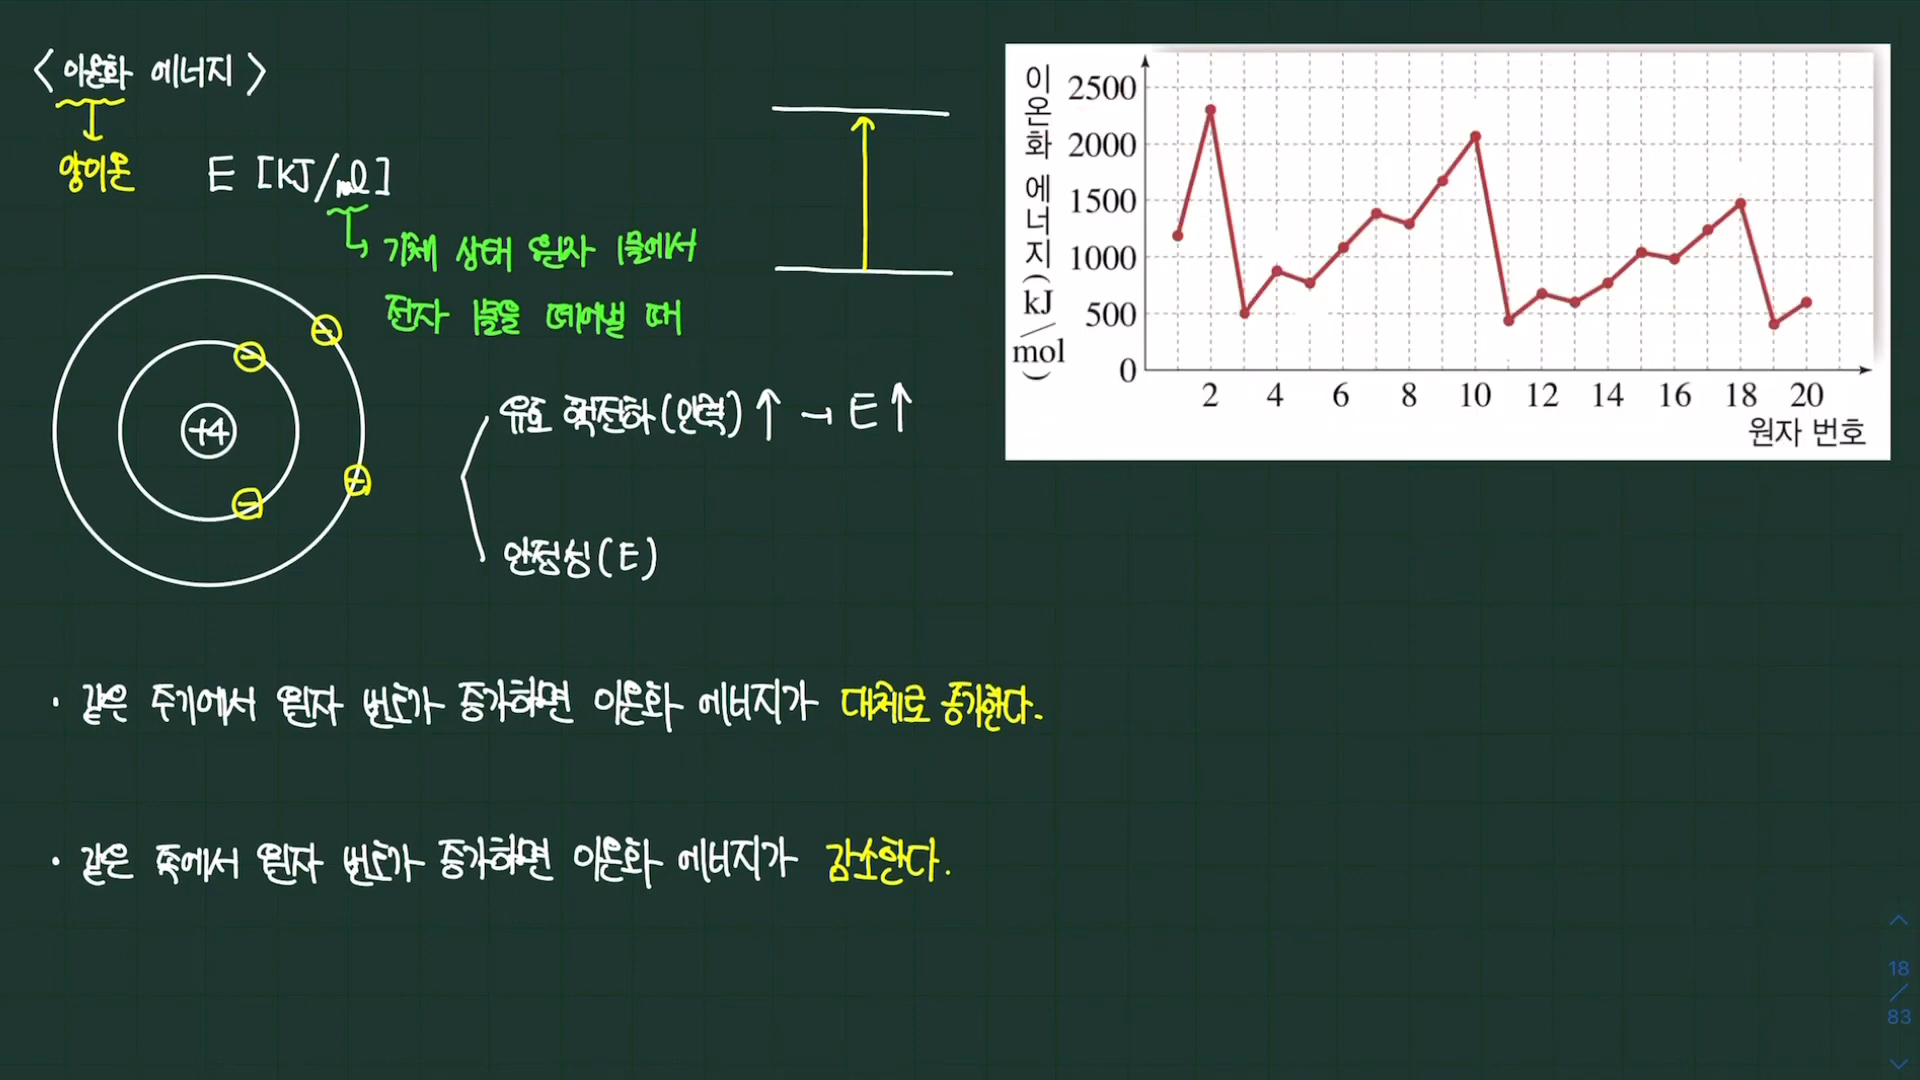 <이온화 에너지>
양이온
E [kJ/mol]
기체 상태 원자 1몰에서
전자 1몰을 떼어낼 때
+4
유효 핵전하(인력)↑ → E↑
안정성(E)
· 같은 주기에서 원자 번호가 증가하면 이온화 에너지가 대체로 증가한다.
· 같은 족에서 원자 번호가 증가하면 이온화 에너지가 감소한다.
이온화 에너지(kJ/mol)
2500
2000
1500
1000
500
0
2 4 6 8 10 12 14 16 18 20
원자 번호
18
/
83